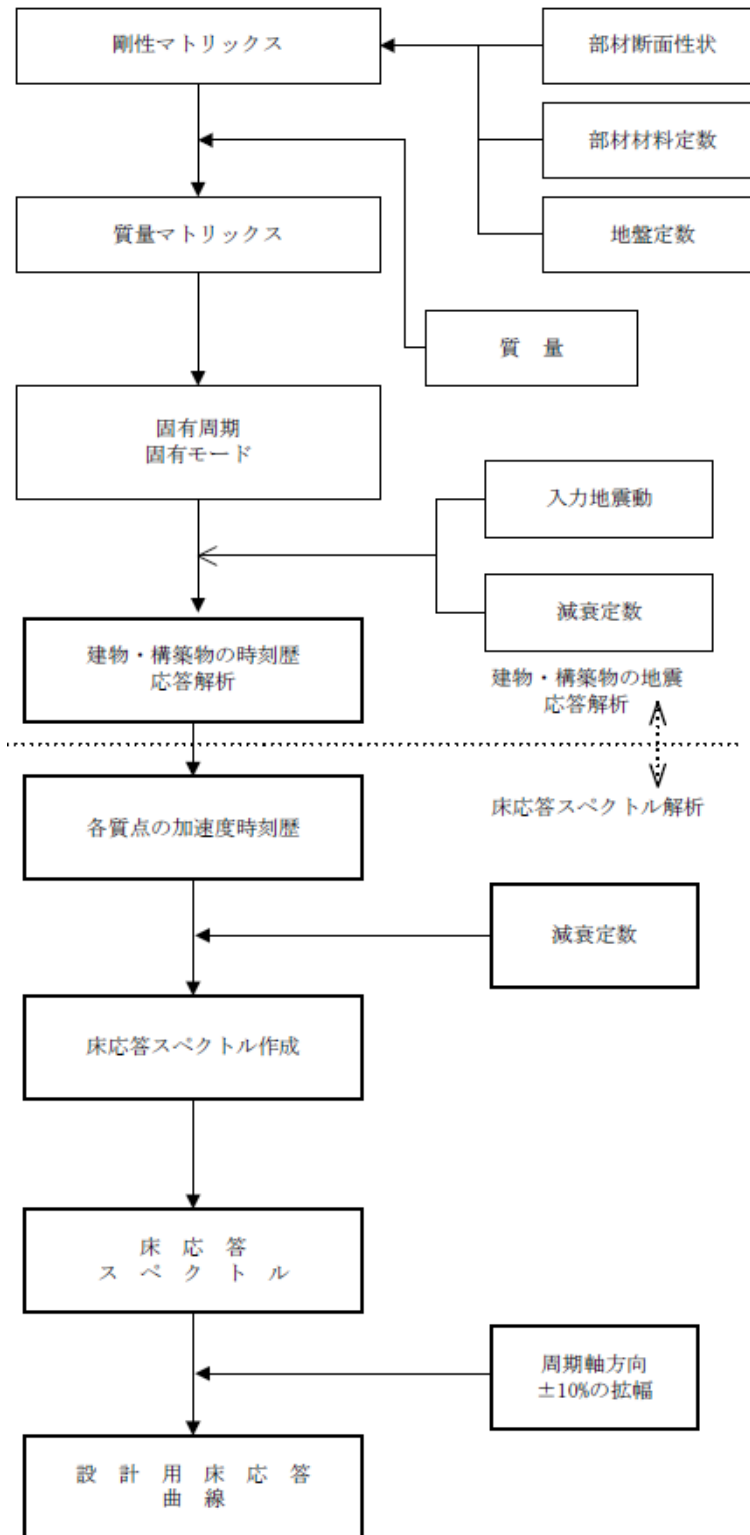 剛性マトリックス
部材断面性状
部材材料定数
質量マトリックス
地盤定数
質　量
固有周期
固有モード
入力地震動
減衰定数
建物・構築物の時刻歴
応答解析
建物・構築物の地震
応答解析
床応答スペクトル解析
各質点の加速度時刻歴
減衰定数
床応答スペクトル作成
床　応　答
ス　ペ　ク　ト　ル
周期軸方向
±10%の拡幅
設　計　用　床　応　答
曲　線